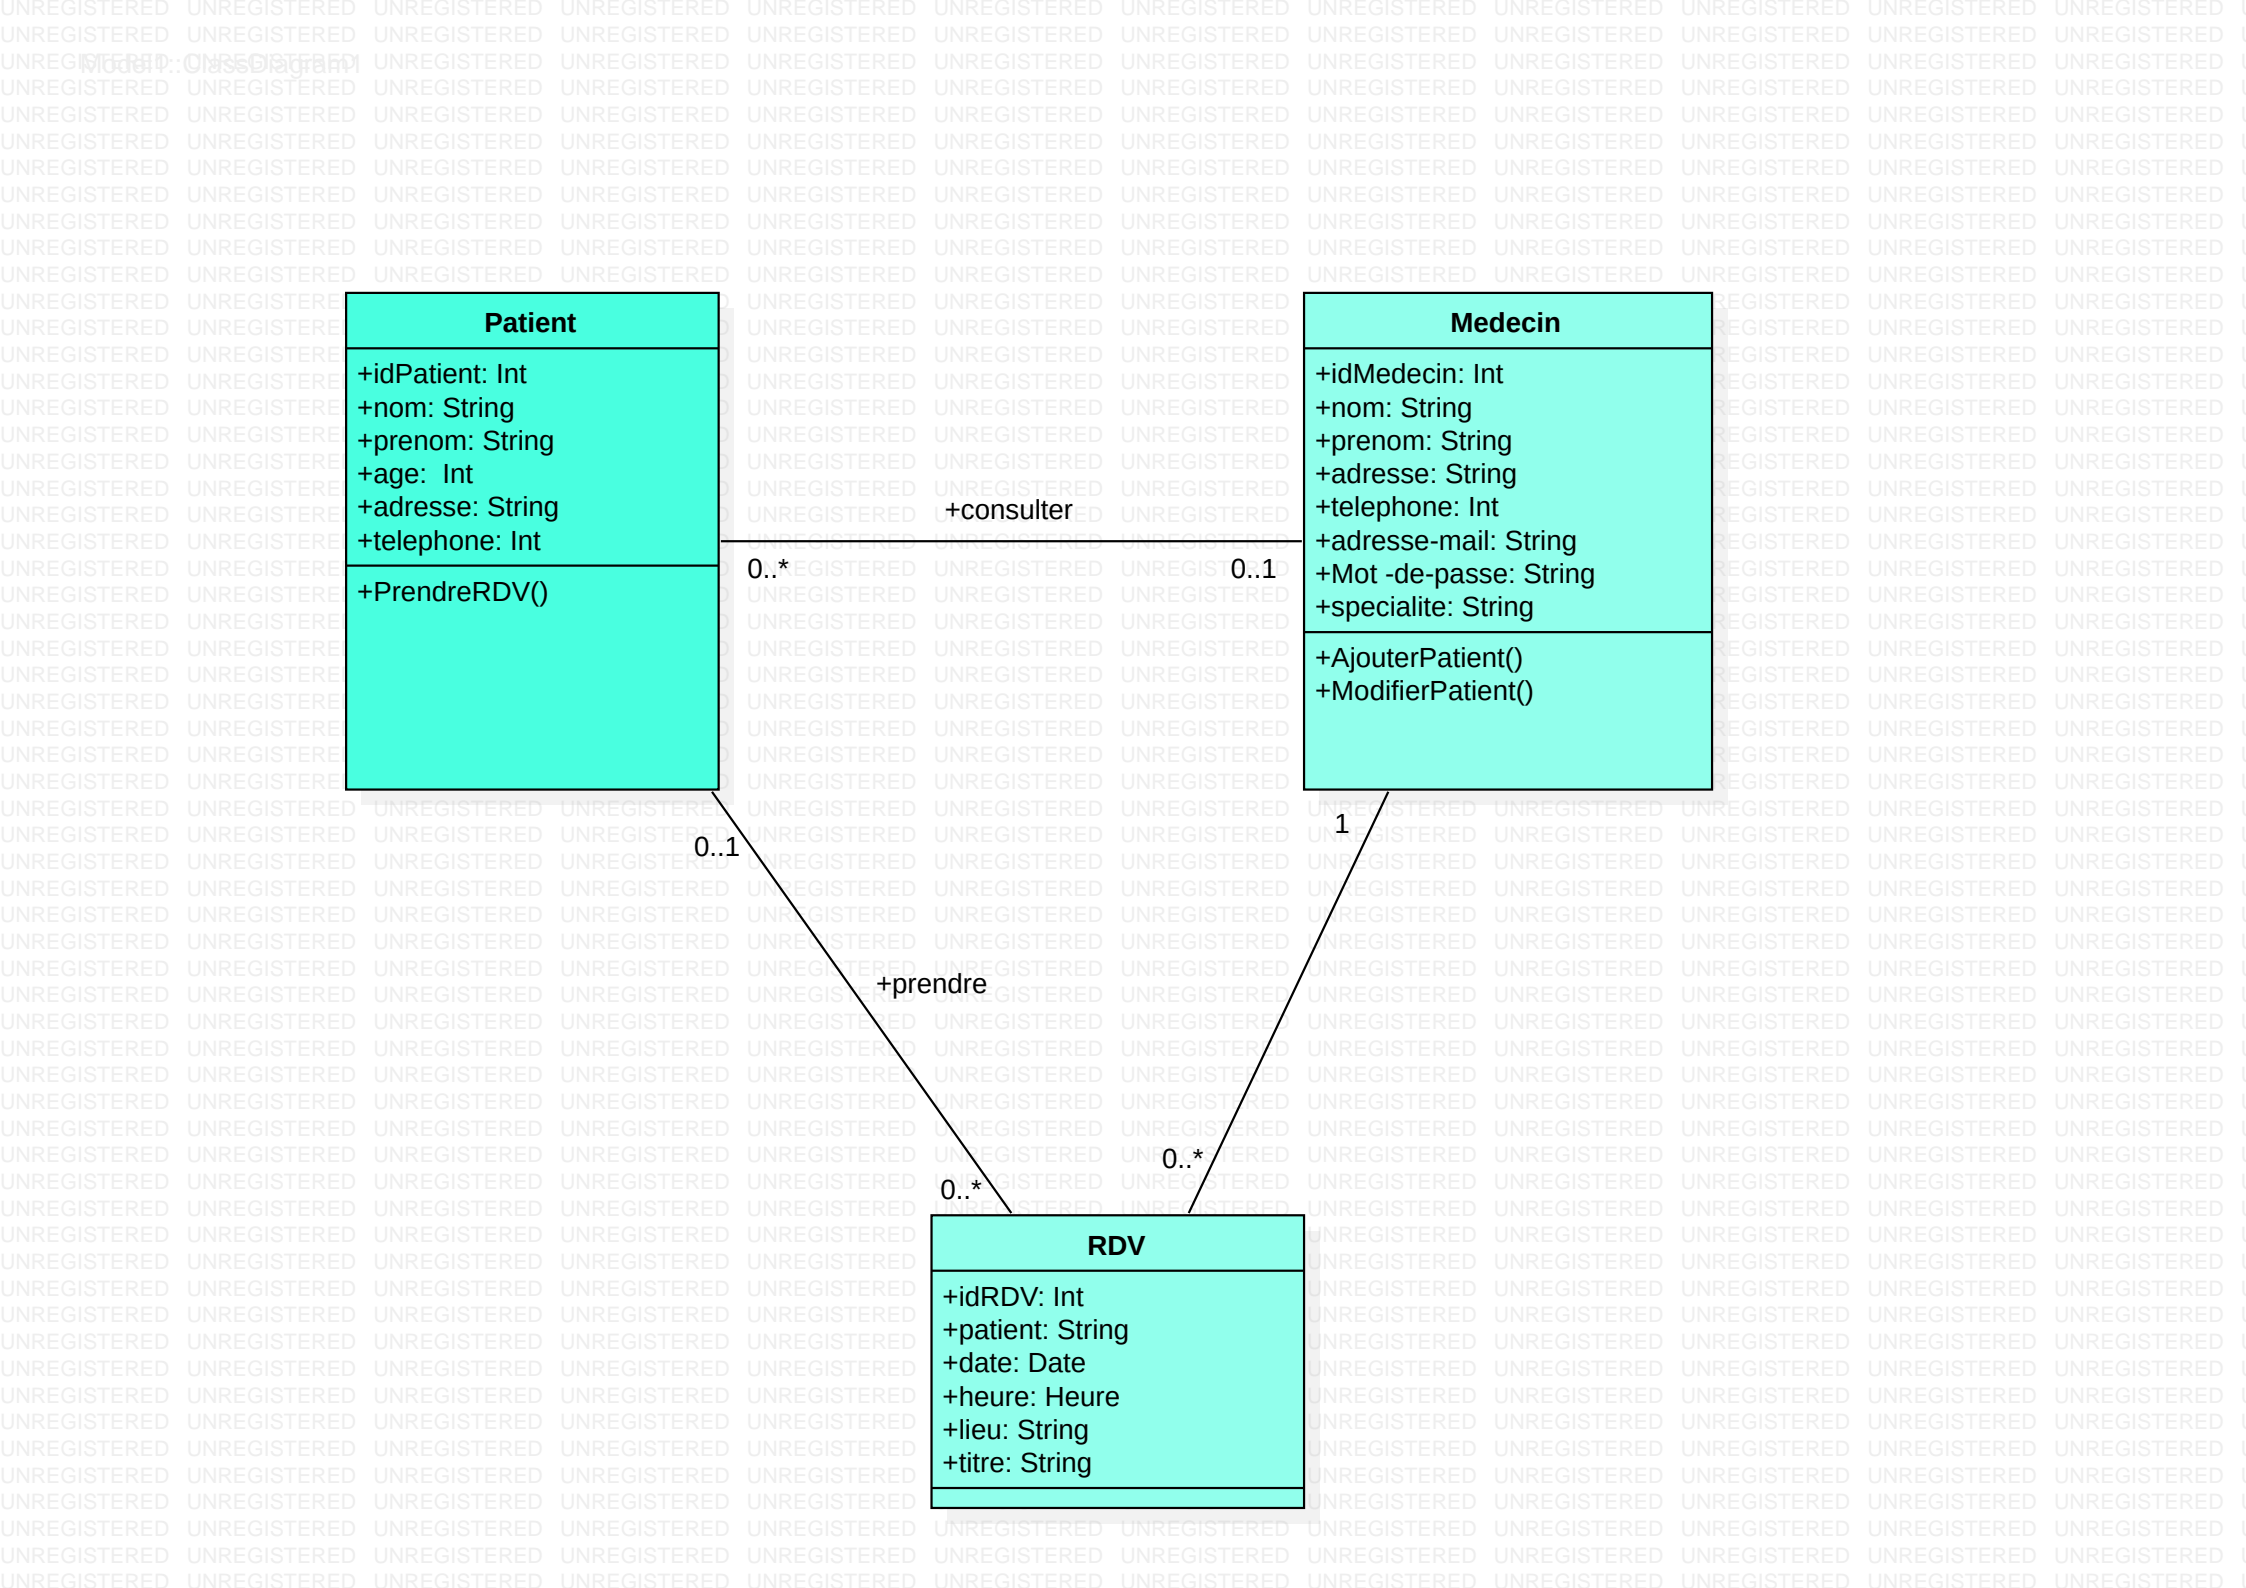 Model1::ClassDiagram1
Patient
+idPatient: Int
+nom: String
+prenom: String
+age:  Int
+adresse: String
+telephone: Int
+PrendreRDV()
+consulter
0..*
0..1
Medecin
+idMedecin: Int
+nom: String
+prenom: String
+adresse: String
+telephone: Int
+adresse-mail: String
+Mot -de-passe: String
+specialite: String
+AjouterPatient()
+ModifierPatient()
0..1
1
+prendre
0..*
0..*
RDV
+idRDV: Int
+patient: String
+date: Date
+heure: Heure
+lieu: String
+titre: String
UNREGISTERED